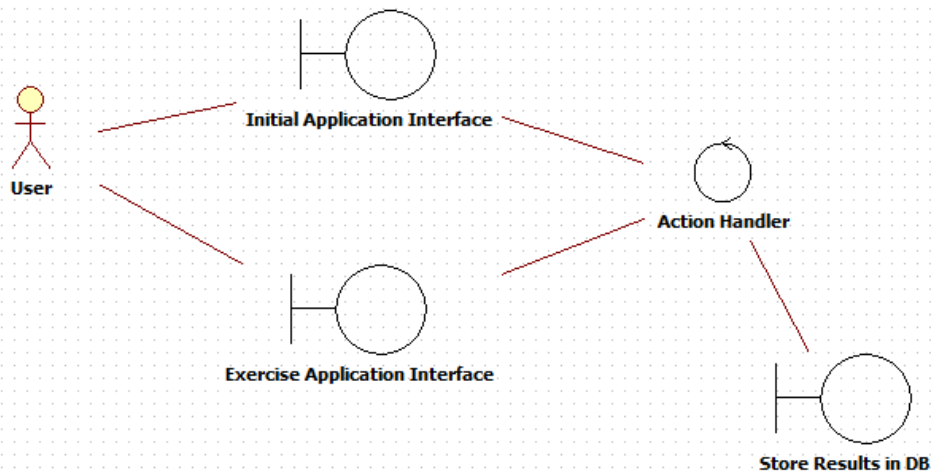 Initial Application Interface
User
Action Handler
Exercise Application Interface
Store Results in DB